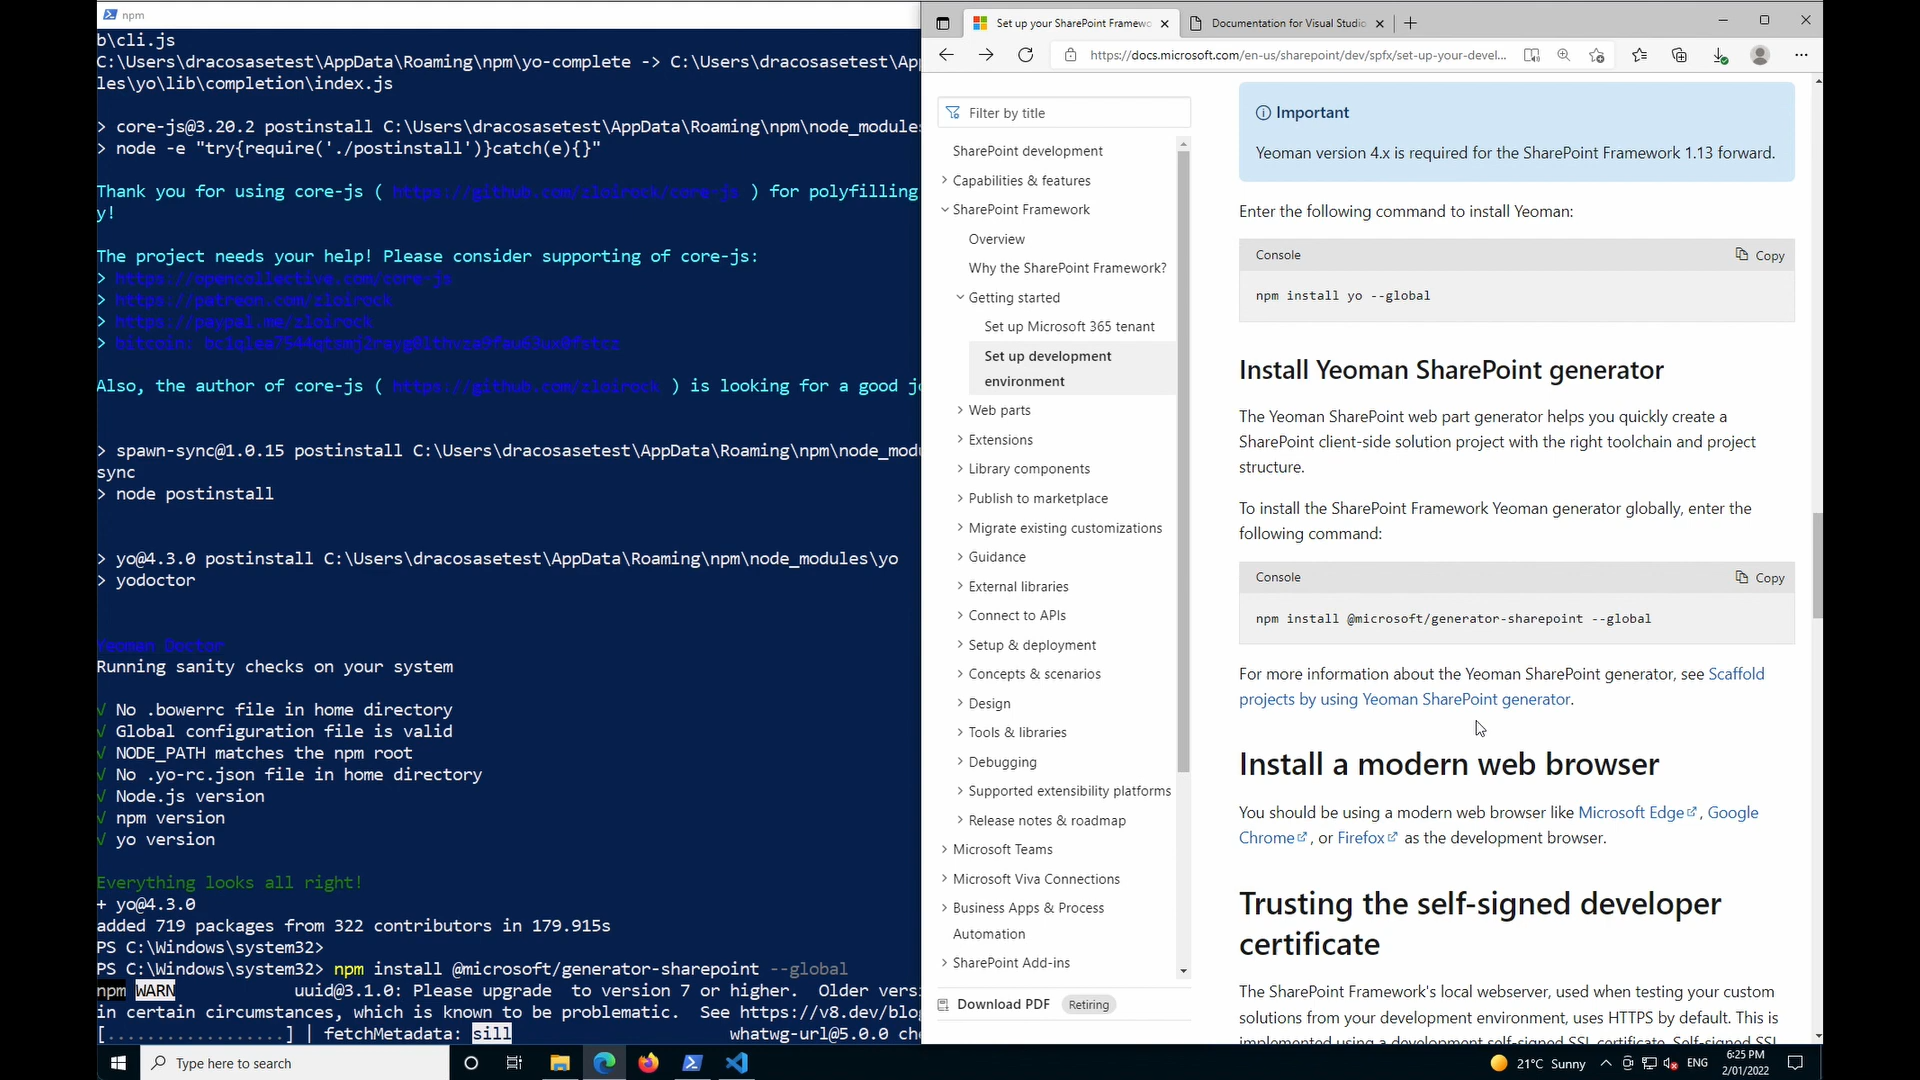 npm
b\cli.js
C:\Users\dracosasetest\AppData\Roaming\npm\yo-complete -> C:\Users\dracosasetest\Ap
les\yo\lib\completion\index.js
> core-js@3.20.2 postinstall C:\Users\dracosasetest\AppData\Roaming\npm\node_modules
> node -e "try{require('./postinstall')}catch(e){}"
Thank you for using core-js ( https://github.com/zloirock/core-js ) for polyfilling
y!
The project needs your help! Please consider supporting of core-js:
> https://opencollective.com/core-js
> https://patreon.com/zloirock
> https://paypal.me/zloirock
> bitcoin:
Also, the author of core-js ( https://github.com/zloirock ) is looking for a good j
> spawn-sync@1.0.15 postinstall C:\Users\dracosasetest\AppData\Roaming\npm\node_modu
sync
> node postinstall
> yo@4.3.0 postinstall C:\Users\dracosasetest\AppData\Roaming\npm\node_modules\yo
> yodoctor
Yeoman Doctor
Running sanity checks on your system
√ No .bowerrc file in home directory
√ Global configuration file is valid
√ NODE_PATH matches the npm root
√ No .yo-rc.json file in home directory
√ Node.js version
√ npm version
√ yo version
Everything looks all right!
+ yo@4.3.0
added 719 packages from 322 contributors in 179.915s
PS C:\Windows\system32>
PS C:\Windows\system32> npm install @microsoft/generator-sharepoint --global
npm WARN uuid@3.1.0: Please upgrade to version 7 or higher. Older versi
in certain circumstances, which is known to be problematic. See https://v8.dev/blog
[.................] | fetchMetadata: sill whatwg-url@5.0.0 che
Set up your SharePoint Framewo
Documentation for Visual Studio
https://docs.microsoft.com/en-us/sharepoint/dev/spfx/set-up-your-devel...
Filter by title
SharePoint development
Capabilities & features
SharePoint Framework
Overview
Why the SharePoint Framework?
Getting started
Set up Microsoft 365 tenant
Set up development
environment
Web parts
Extensions
Library components
Publish to marketplace
Migrate existing customizations
Guidance
External libraries
Connect to APIs
Setup & deployment
Concepts & scenarios
Design
Tools & libraries
Debugging
Supported extensibility platforms
Release notes & roadmap
Microsoft Teams
Microsoft Viva Connections
Business Apps & Process
Automation
SharePoint Add-ins
Download PDF Retiring
Important
Yeoman version 4.x is required for the SharePoint Framework 1.13 forward.
Enter the following command to install Yeoman:
Console Copy
npm install yo --global
Install Yeoman SharePoint generator
The Yeoman SharePoint web part generator helps you quickly create a
SharePoint client-side solution project with the right toolchain and project
structure.
To install the SharePoint Framework Yeoman generator globally, enter the
following command:
Console Copy
npm install @microsoft/generator-sharepoint --global
For more information about the Yeoman SharePoint generator, see Scaffold
projects by using Yeoman SharePoint generator.
Install a modern web browser
You should be using a modern web browser like Microsoft Edge, Google
Chrome, or Firefox as the development browser.
Trusting the self-signed developer
certificate
The SharePoint Framework's local webserver, used when testing your custom
solutions from your development environment, uses HTTPS by default. This is
implemented using a development self-signed SSL certificate. Self-signed SSL
Type here to search
21°C Sunny
ENG
6:25 PM
2/01/2022